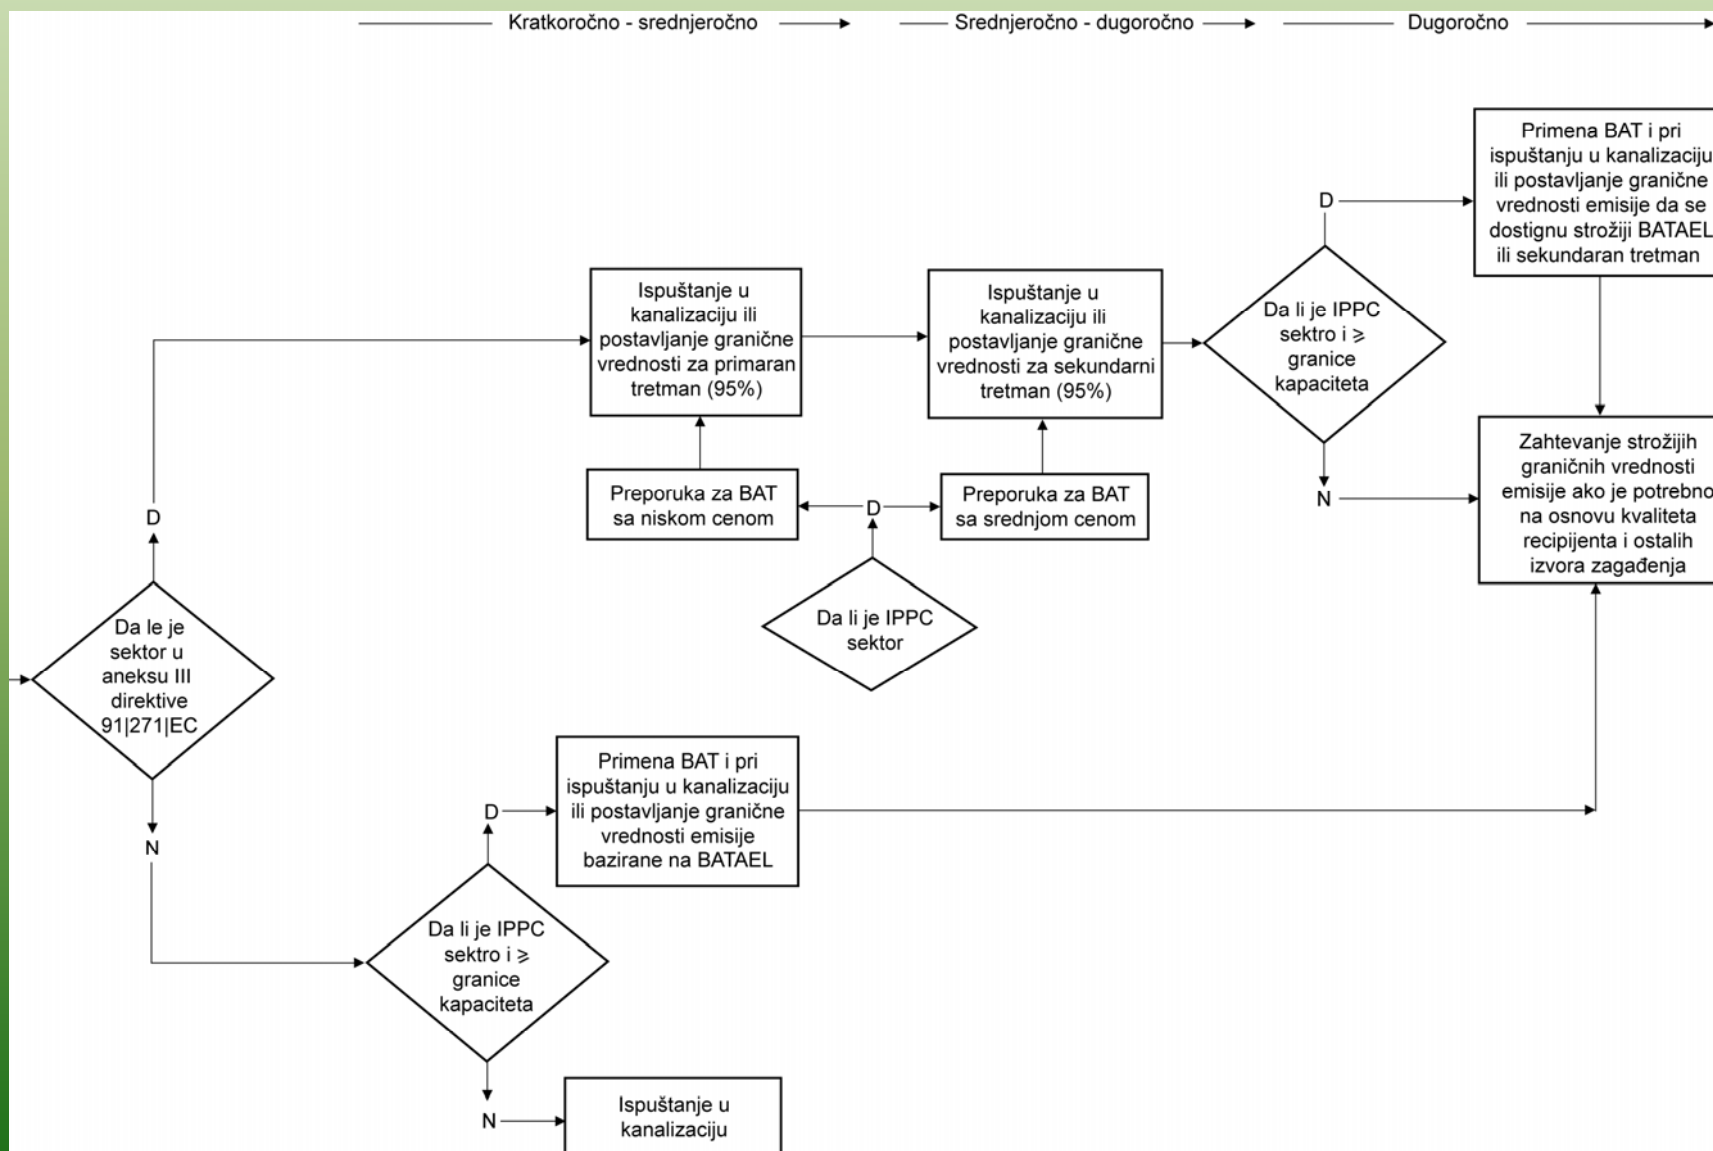 Kratkoročno - srednjeročno
Srednjeročno - dugoročno
Dugoročno
Primena BAT i pri
ispuštanju u kanalizaciju
ili postavljanje granične
vrednosti emisije da se
dostignu strožiji BATAEL
ili sekundaran tretman
D
Ispuštanje u
kanalizaciju ili
postavljanje granične
vrednosti za primaran
tretman (95%)
Ispuštanje u
kanalizaciju ili
postavljanje granične
vrednosti za sekundarni
tretman (95%)
Da li je IPPC
sektro i ≥
granice
kapaciteta
N
Zahtevanje strožijih
graničnih vrednosti
emisije ako je potrebno
na osnovu kvaliteta
recipijenta i ostalih
izvora zagađenja
Preporuka za BAT
sa niskom cenom
D
Preporuka za BAT
sa srednjom cenom
Da li je IPPC
sektor
D
Da le je
sektor u
aneksu III
direktive
91|271|EC
N
Primena BAT i pri
ispuštanju u kanalizaciju
ili postavljanje granične
vrednosti emisije
bazirane na BATAEL
D
Da li je IPPC
sektro i ≥
granice
kapaciteta
N
Ispuštanje u
kanalizaciju